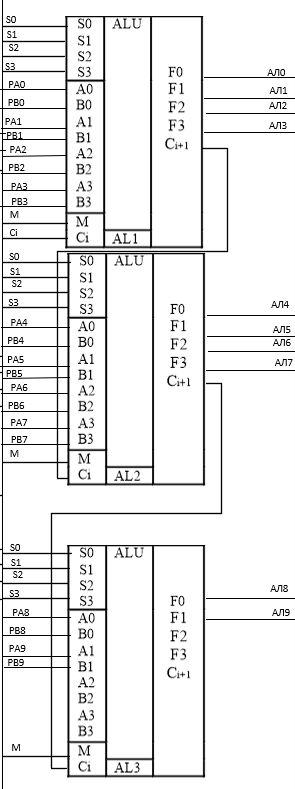 S0 S0 ALU
S1 S1
S2 S2
S3 S3 F0 АЛ0
PA0 A0 F1 АЛ1
PB0 B0 F2 АЛ2
PA1 A1 F3 АЛ3
PB1 B1 Ci+1
PA2 A2
PB2 B2
PA3 A3
PB3 B3
M M
Ci Ci AL1
S0 S0 ALU
S1 S1
S2 S2
S3 S3 F0 АЛ4
PA4 A0 F1 АЛ5
PB4 B0 F2 АЛ6
PA5 A1 F3 АЛ7
PB5 B1 Ci+1
PA6 A2
PB6 B2
PA7 A3
PB7 B3
M M
Ci AL2
S0 S0 ALU
S1 S1
S2 S2
S3 S3 F0 АЛ8
PA8 A0 F1 АЛ9
PB8 B0 F2
PA9 A1 F3
PB9 B1 Ci+1
A2
B2
A3
B3
M M
Ci AL3